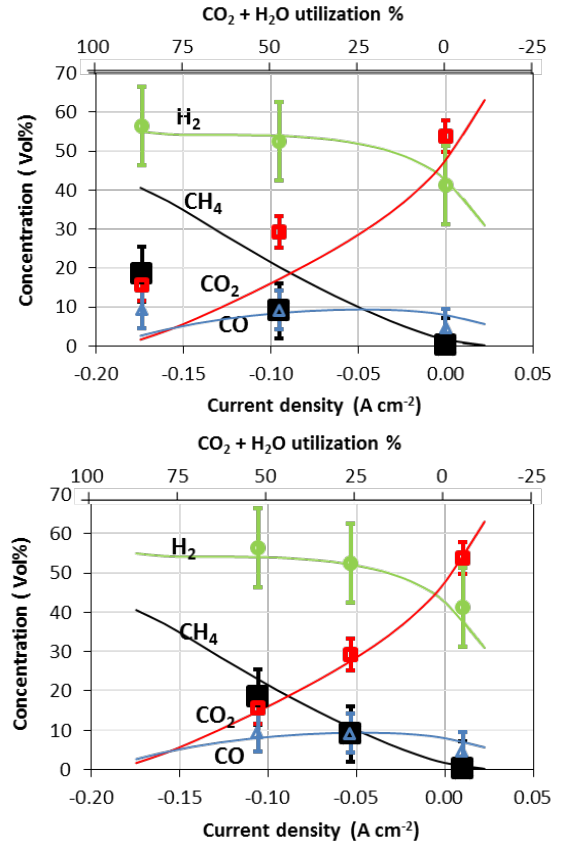 CO₂ + H₂O utilization %
100 75 50 25 0 -25
70
60
50
40
30
20
10
0
Concentration ( Vol%)
H₂
CH₄
CO₂
CO
-0.20 -0.15 -0.10 -0.05 0.00 0.05
Current density (A cm⁻²)
CO₂ + H₂O utilization %
100 75 50 25 0 -25
70
60
50
40
30
20
10
0
Concentration ( Vol%)
H₂
CH₄
CO₂
CO
-0.20 -0.15 -0.10 -0.05 0.00 0.05
Current density (A cm⁻²)